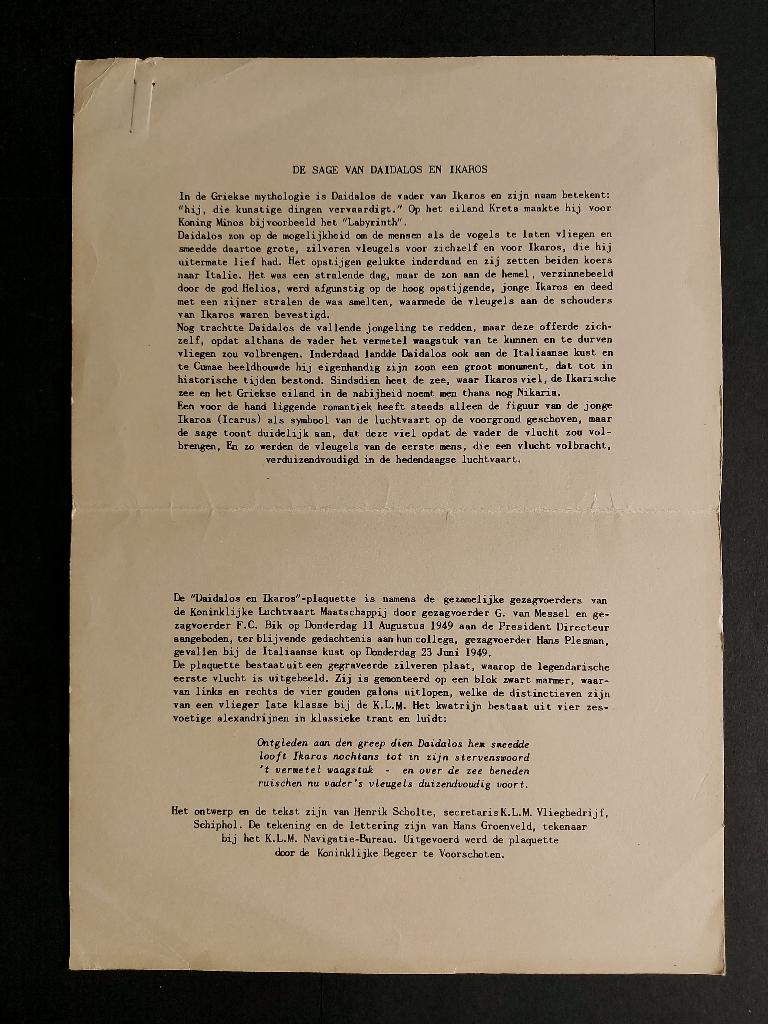 DE SAGE VAN DAIDALOS EN IKAROS
In de Griekse mythologie is Daidalos de vader van Ikaros en zijn naam betekent:
"hij, die kunstige dingen vervaardigt." Op het eiland Kreta maakte hij voor
Koning Minos bijvoorbeeld het "Labyrinth".
Daidalos zon op de mogelijkheid om de mensen als de vogels te laten vliegen en
smeedde daartoe grote, zilveren vleugels voor zichzelf en voor Ikaros, die hij
uitermate lief had. Het opstijgen gelukte inderdaad en zij zetten beiden koers
naar Italie. Het was een stralende dag, maar de zon aan de hemel, verzinnebeeld
door de god Helios, werd afgunstig op de hoog opstijgende, jonge Ikaros en deed
met een zijner stralen de was smelten, waarmede de vleugels aan de schouders
van Ikaros waren bevestigd.
Nog trachtte Daidalos de vallende jongeling te redden, maar deze offerde zich-
zelf, opdat althans de vader het vermetel waagstuk van te kunnen en te durven
vliegen zou volbrengen. Inderdaad landde Daidalos ook aan de Italiaanse kust en
te Cumae beeldhouwde hij eigenhandig zijn zoon een groot monument, dat tot in
historische tijden bestond. Sindsdien heet de zee, waar Ikaros viel, de Ikarische
zee en het Griekse eiland in de nabijheid noemt men thans nog Nikaria.
Een voor de hand liggende romantiek heeft steeds alleen de figuur van de jonge
Ikaros (Icarus) als symbool van de luchtvaart op de voorgrond geschoven, maar
de sage toont duidelijk aan, dat deze viel opdat de vader de vlucht zou vol-
brengen, En zo werden de vleugels van de eerste mens, die een vlucht volbracht,
verduizendvoudigd in de hedendaagse luchtvaart.
De "Daidalos en Ikaros"-plaquette is namens de gezamelijke gezagvoerders van
de Koninklijke Luchtvaart Maatschappij door gezagvoerder G. van Messel en ge-
zagvoerder F.C. Bik op Donderdag 11 Augustus 1949 aan de President Directeur
aangeboden, ter blijvende gedachtenis aan hun collega, gezagvoerder Hans Plesman,
gevallen bij de Italiaanse kust op Donderdag 23 Juni 1949.
De plaquette bestaat uit een gegraveerde zilveren plaat, waarop de legendarische
eerste vlucht is uitgebeeld. Zij is gemonteerd op een blok zwart marmer, waar-
van links en rechts de vier gouden galons uitlopen, welke de distinctieven zijn
van een vlieger 1ate klasse bij de K.L.M. Het kwatrijn bestaat uit vier zes-
voetige alexandrijnen in klassieke trant en luidt:
Ontgleden aan den greep dien Daidalos hem smeedde
looft Ikaros nochtans tot in zijn stervenswoord
't vermetel waagstuk - en over de zee beneden
ruischen nu vader's vleugels duizendvoudig voort.
Het ontwerp en de tekst zijn van Henrik Scholte, secretaris K.L.M. Vliegbedrijf,
Schiphol. De tekening en de lettering zijn van Hans Groenveld, tekenaar
bij het K.L.M. Navigatie-Bureau. Uitgevoerd werd de plaquette
door de Koninklijke Begeer te Voorschoten.